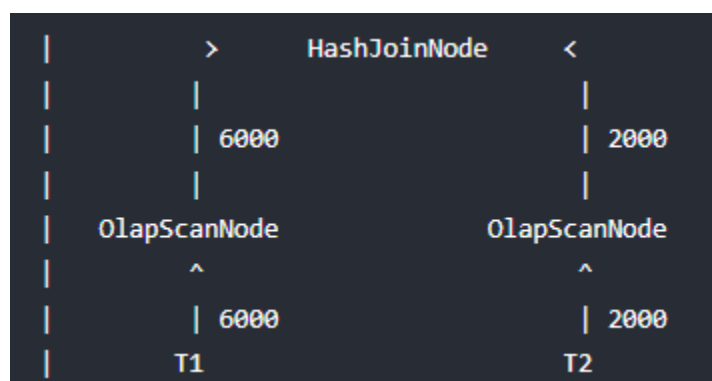 |          >      HashJoinNode     <
|         |                         |
|         | 6000                    | 2000
|         |                         |
|   OlapScanNode               OlapScanNode
|         ^                         ^
|         | 6000                    | 2000
|        T1                        T2